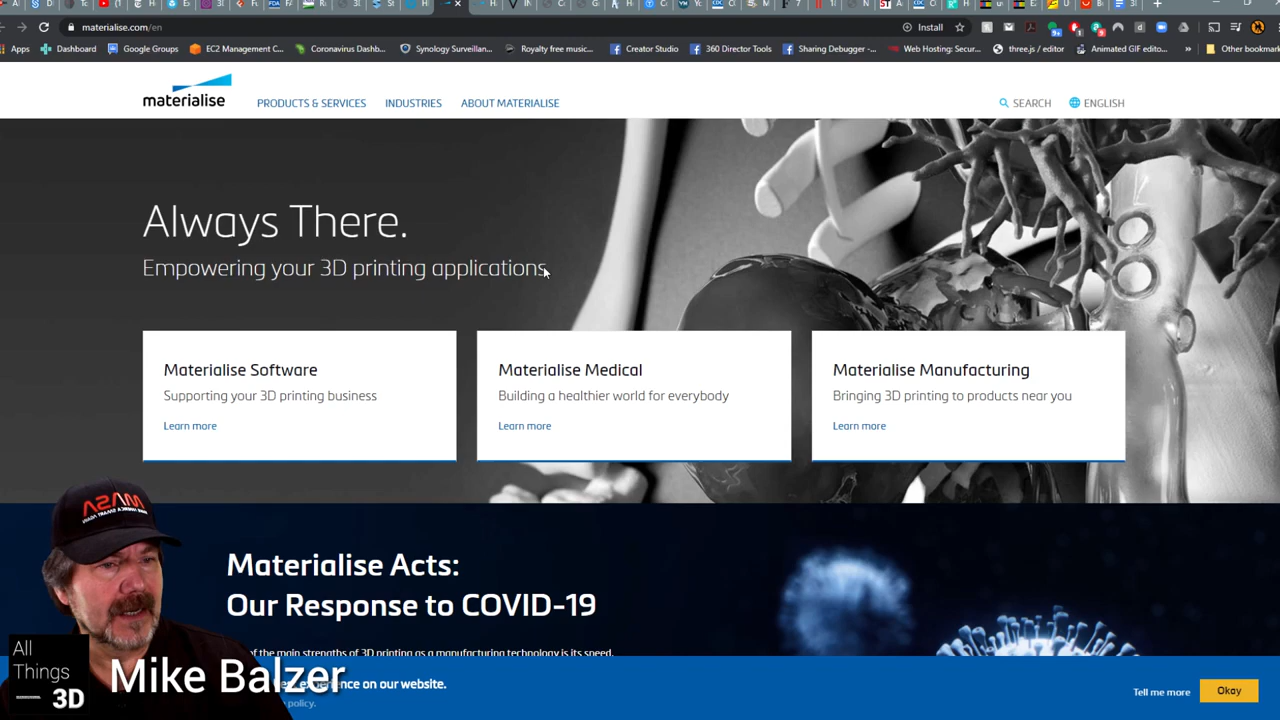 materialise.com/en
Install
Apps
Dashboard
Google Groups
EC2 Management C...
Coronavirus Dashb...
Synology Surveillan...
Royalty free music...
Creator Studio
360 Director Tools
Sharing Debugger -...
Web Hosting: Secur...
three.js / editor
Animated GIF edito...
»
Other bookmark
materialise
PRODUCTS & SERVICES
INDUSTRIES
ABOUT MATERIALISE
SEARCH
ENGLISH
Always There.
Empowering your 3D printing applications
Materialise Software
Supporting your 3D printing business
Learn more
Materialise Medical
Building a healthier world for everybody
Learn more
Materialise Manufacturing
Bringing 3D printing to products near you
Learn more
Materialise Acts:
Our Response to COVID-19
of the main strengths of 3D printing as a manufacturing technology is its speed.
experience on our website.
policy.
Tell me more
Okay
All
Things
3D
Mike Balzer